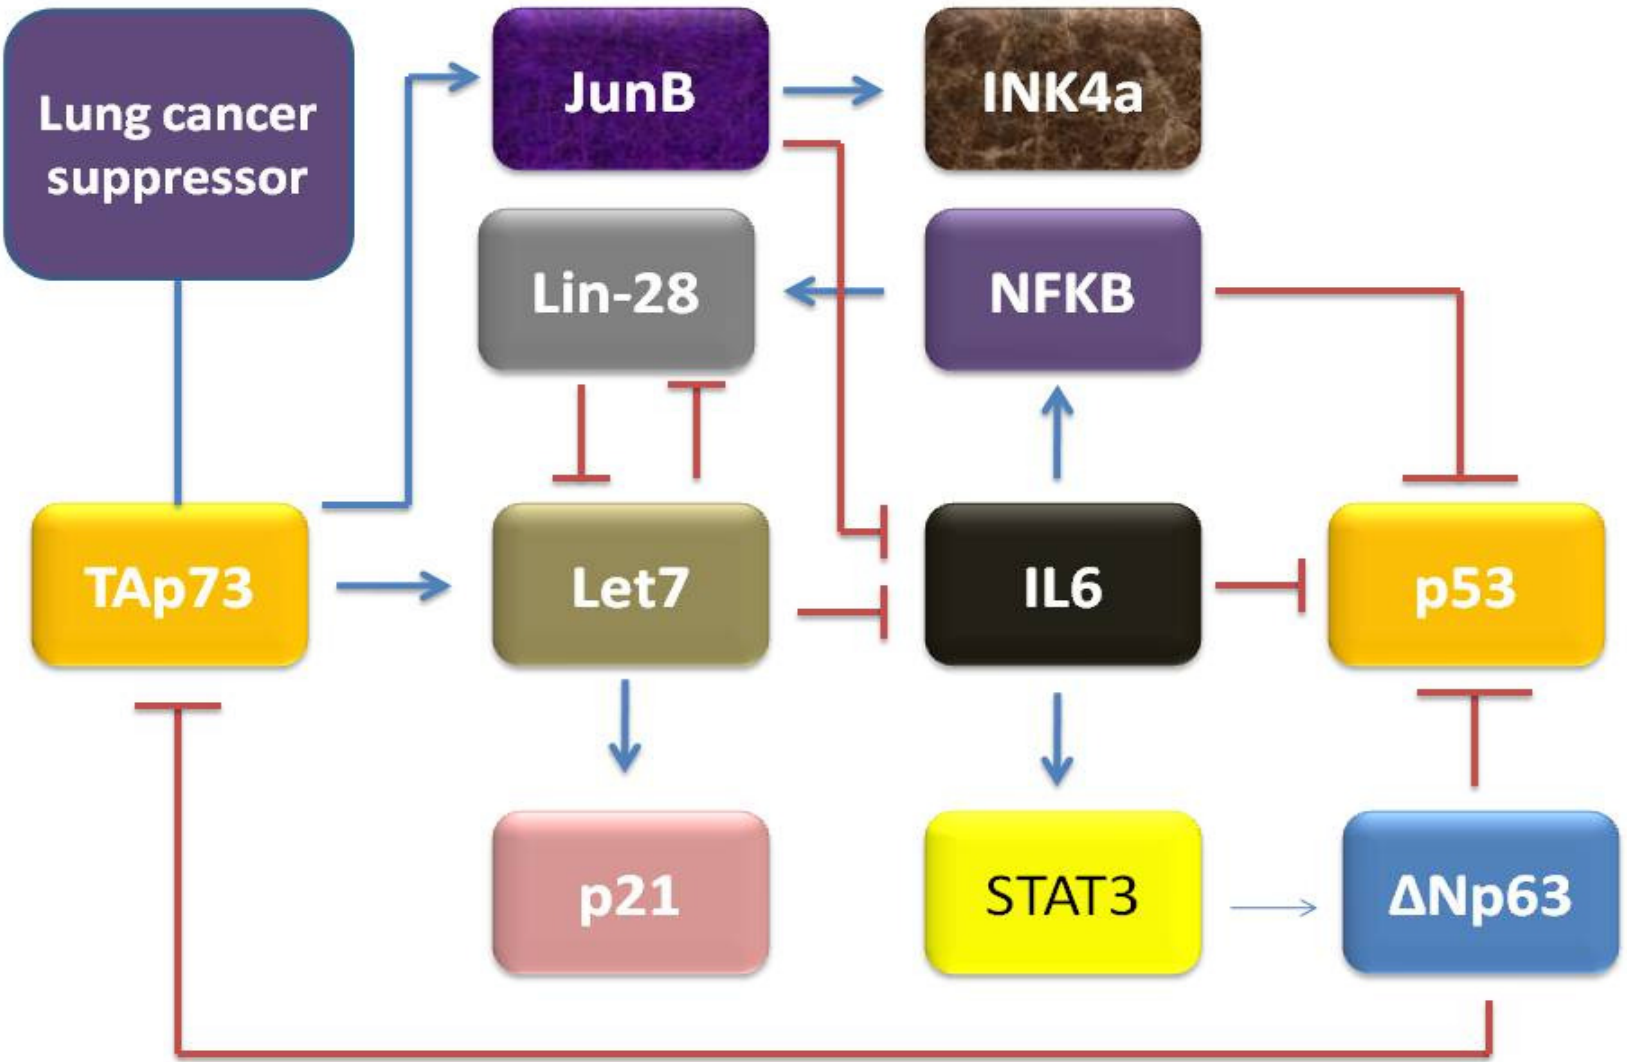 Lung cancer
suppressor
JunB
INK4a
Lin-28
NFKB
TAp73
Let7
IL6
p53
p21
STAT3
ΔNp63